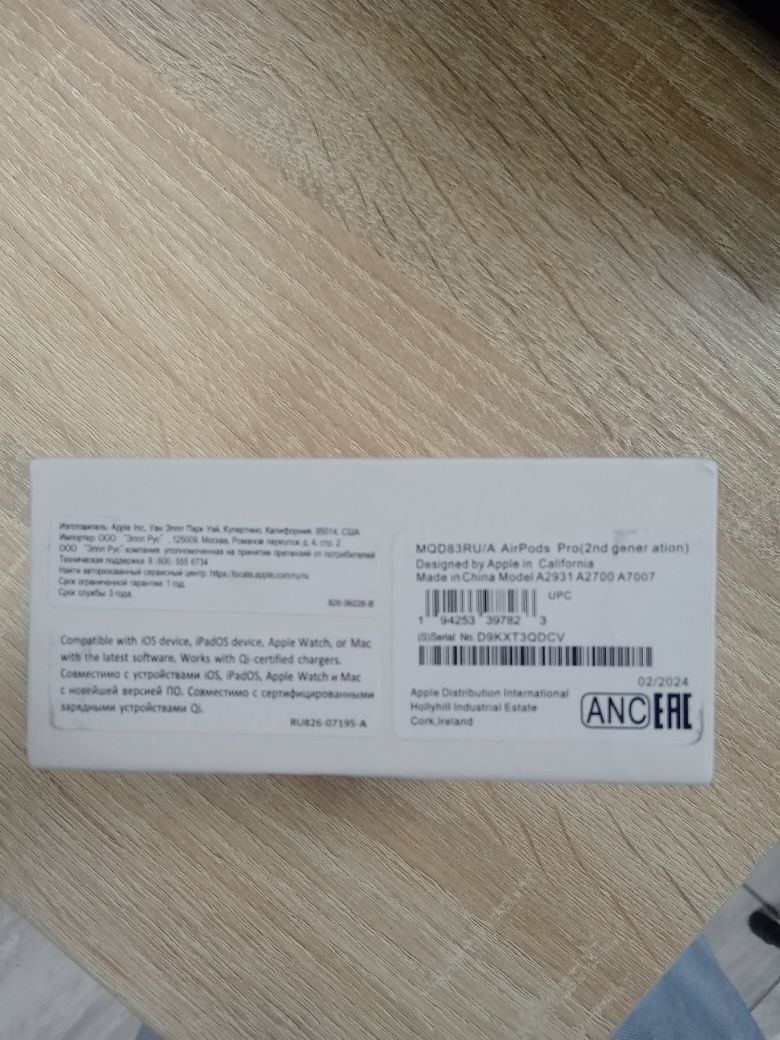 Изготовитель: Apple Inc., Уан Эппл Парк Уэй, Купертино, Калифорния, 95014, США
Импортер: ООО "Эппл Рус", 125009, Москва, Романов переулок д. 4, стр. 2
ООО "Эппл Рус"-компания, уполномоченная на принятие претензий от потребителей
Техническая поддержка: 8 (800) 555 6734
Найти авторизованный сервисный центр: https://locate.apple.com/ru/ru
Срок ограниченной гарантии: 1 год.
Срок службы: 3 года.
Compatible with iOS device, iPadOS device, Apple Watch, or Mac
with the latest software. Works with Qi-certified chargers.
Совместимо с устройствами iOS, iPadOS, Apple Watch и Mac
с новейшей версией ПО. Совместимо с сертифицированными
зарядными устройствами Qi.
RU826-07195-A
MQD83RU/A AirPods Pro(2nd gener ation)
Designed by Apple in California
Made in China Model A2931 A2700 A7007
UPC
1 94253 39782 3
(S)Serial No. D9KXT3QDCV
02/2024
Apple Distribution International
Hollyhill Industrial Estate
Cork,Ireland
ANC EAC